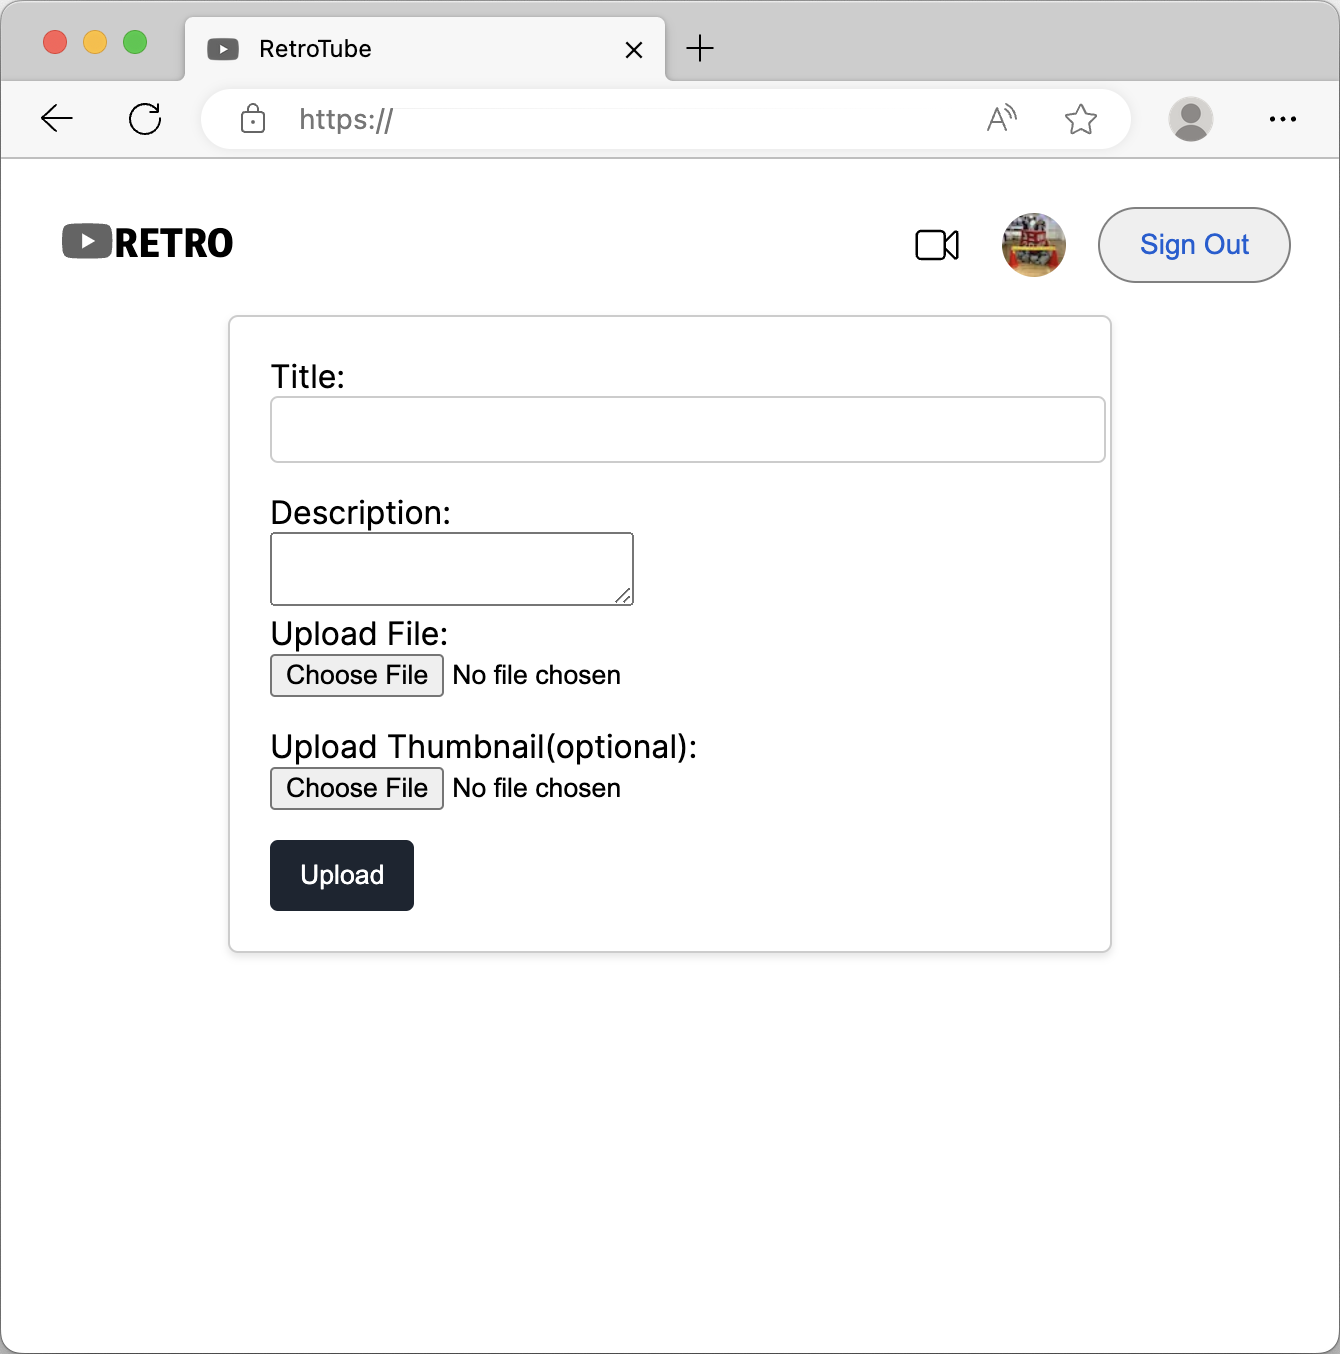 RetroTube
https://
RETRO
Sign Out
Title:
Description:
Upload File:
Choose File No file chosen
Upload Thumbnail(optional):
Choose File No file chosen
Upload